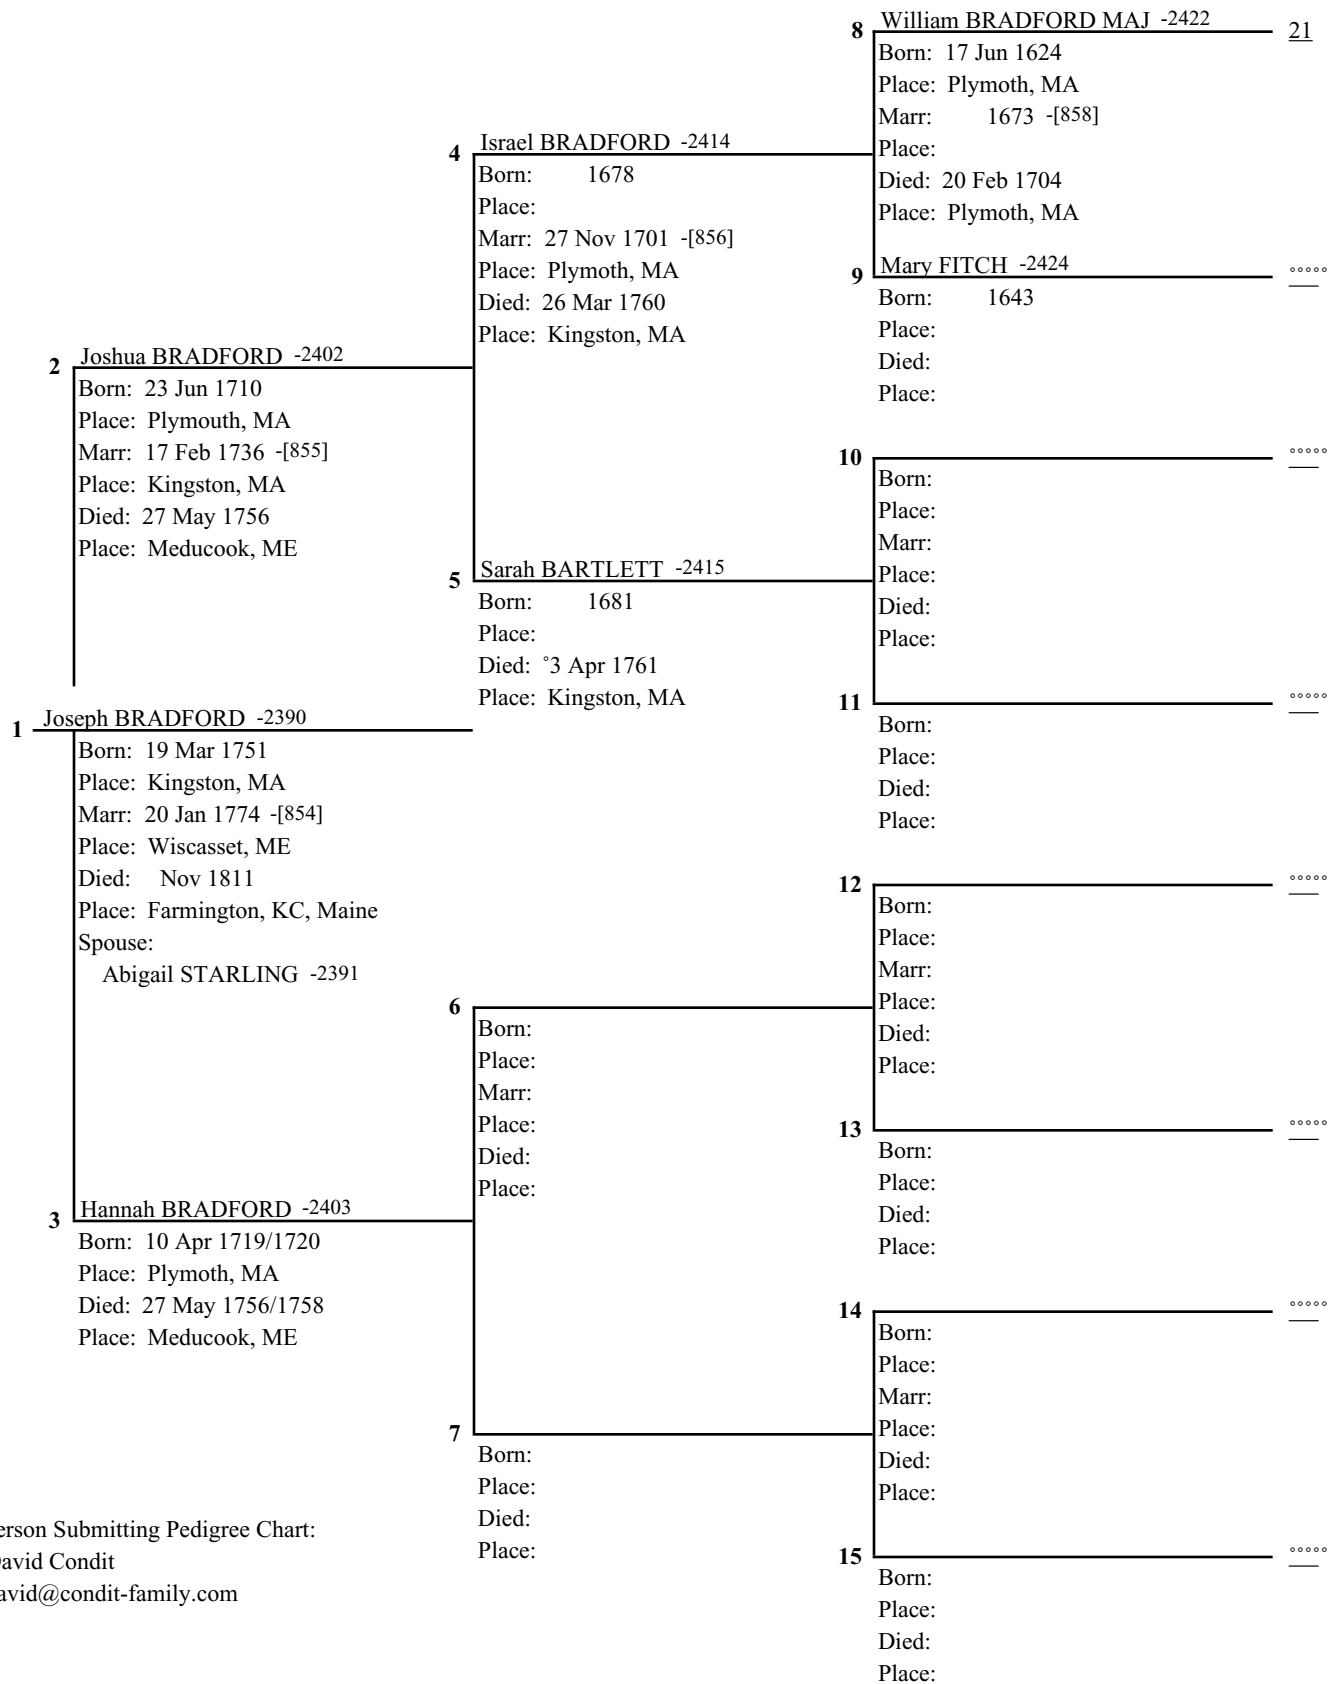 8 William BRADFORD MAJ -2422 21
Born: 17 Jun 1624
Place: Plymoth, MA
Marr: 1673 -[858]
Place:
Died: 20 Feb 1704
Place: Plymoth, MA
4 Israel BRADFORD -2414
Born: 1678
Place:
Marr: 27 Nov 1701 -[856]
Place: Plymoth, MA
Died: 26 Mar 1760
Place: Kingston, MA
9 Mary FITCH -2424 °°°°°
Born: 1643
Place:
Died:
Place:
2 Joshua BRADFORD -2402
Born: 23 Jun 1710
Place: Plymouth, MA
Marr: 17 Feb 1736 -[855]
Place: Kingston, MA
Died: 27 May 1756
Place: Meducook, ME
10 °°°°°
Born:
Place:
Marr:
Place:
Died:
Place:
5 Sarah BARTLETT -2415
Born: 1681
Place:
Died: °3 Apr 1761
Place: Kingston, MA
11 °°°°°
Born:
Place:
Died:
Place:
1 Joseph BRADFORD -2390
Born: 19 Mar 1751
Place: Kingston, MA
Marr: 20 Jan 1774 -[854]
Place: Wiscasset, ME
Died: Nov 1811
Place: Farmington, KC, Maine
Spouse:
Abigail STARLING -2391
12 °°°°°
Born:
Place:
Marr:
Place:
Died:
Place:
6
Born:
Place:
Marr:
Place:
Died:
Place:
13 °°°°°
Born:
Place:
Died:
Place:
3 Hannah BRADFORD -2403
Born: 10 Apr 1719/1720
Place: Plymoth, MA
Died: 27 May 1756/1758
Place: Meducook, ME
14 °°°°°
Born:
Place:
Marr:
Place:
Died:
Place:
7
Born:
Place:
Died:
Place:
15 °°°°°
Born:
Place:
Died:
Place:
erson Submitting Pedigree Chart:
avid Condit
avid@condit-family.com